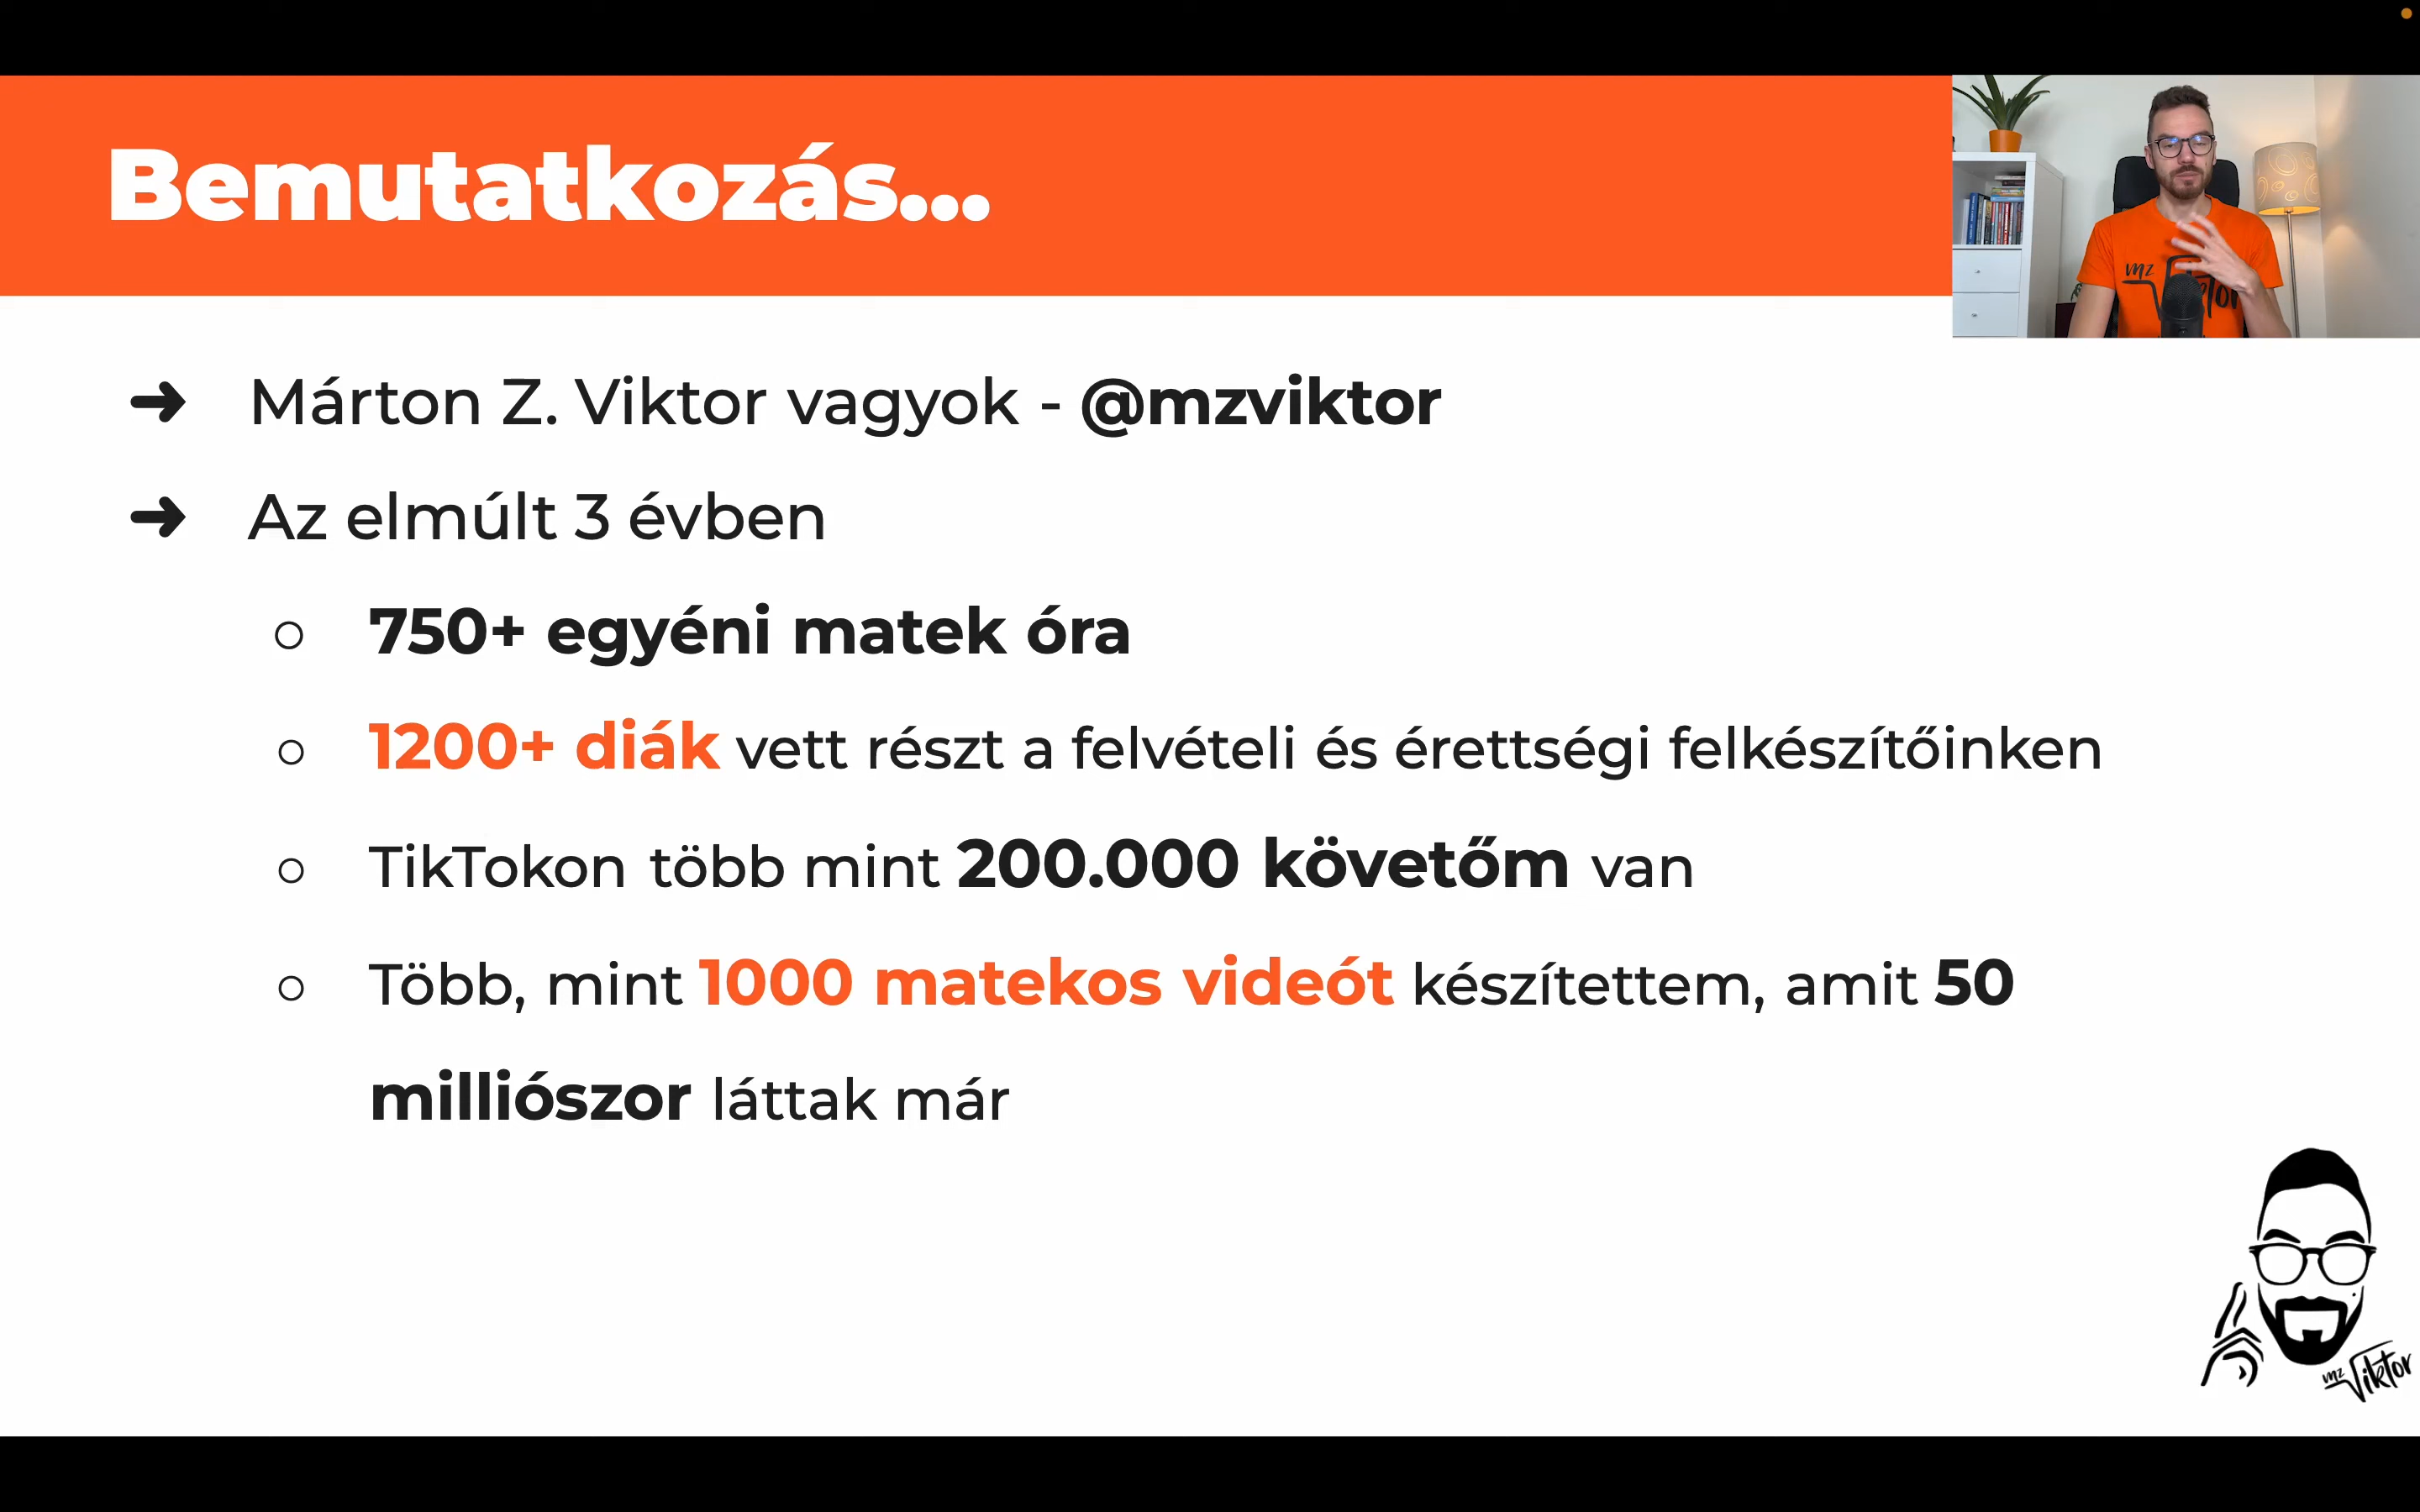 Bemutatkozás...
➜ Márton Z. Viktor vagyok - @mzviktor
➜ Az elmúlt 3 évben
○ 750+ egyéni matek óra
○ 1200+ diák vett részt a felvételi és érettségi felkészítőinken
○ TikTokon több mint 200.000 követőm van
○ Több, mint 1000 matekos videót készítettem, amit 50
milliószor láttak már
mz Viktor
mz Viktor